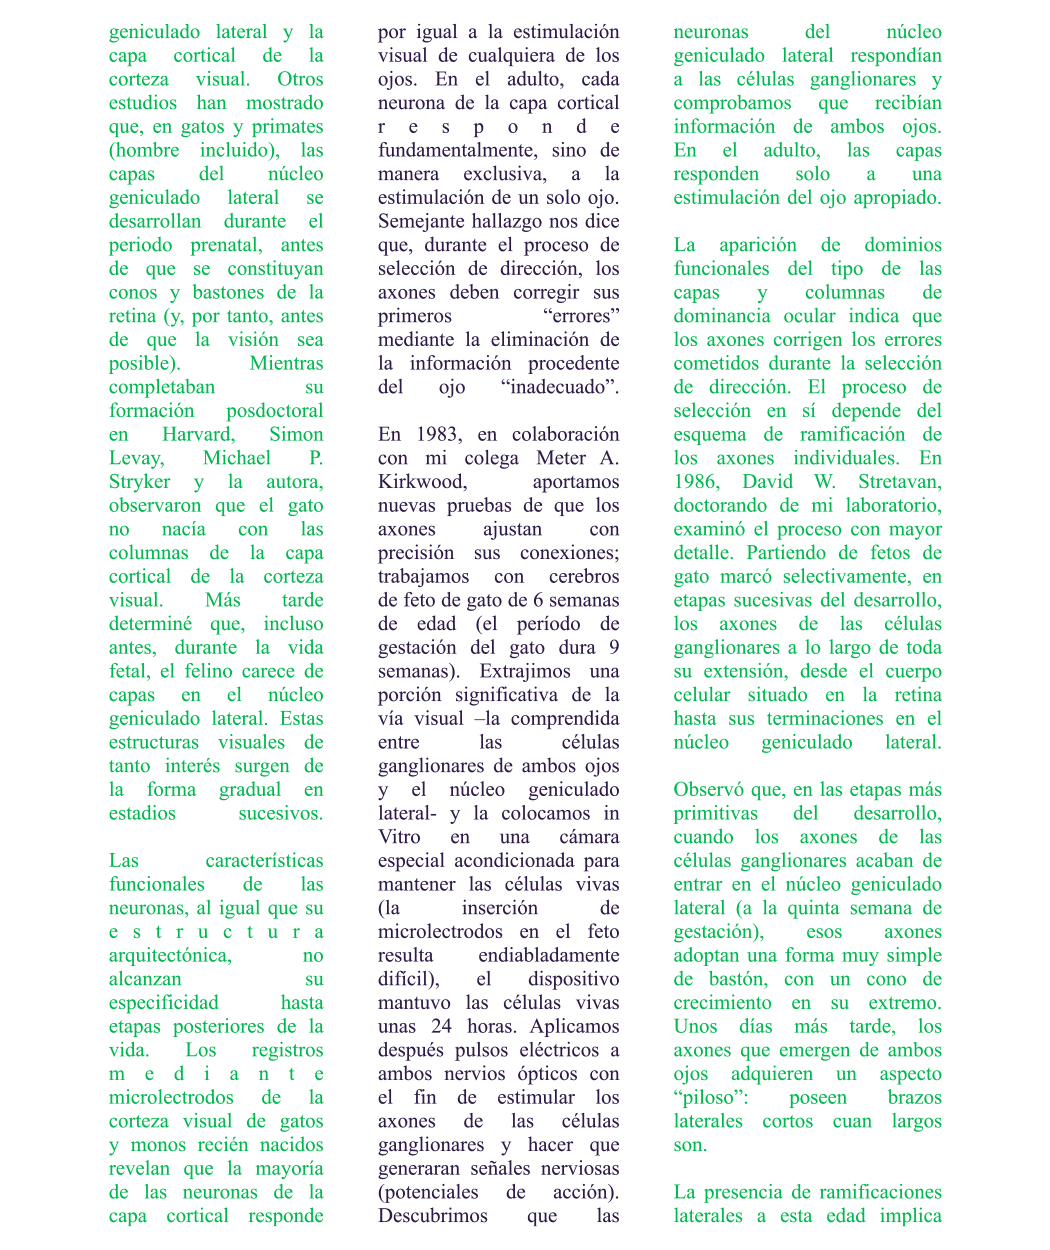 geniculado lateral y la
capa cortical de la
corteza visual. Otros
estudios han mostrado
que, en gatos y primates
(hombre incluido), las
capas del núcleo
geniculado lateral se
desarrollan durante el
periodo prenatal, antes
de que se constituyan
conos y bastones de la
retina (y, por tanto, antes
de que la visión sea
posible). Mientras
completaban su
formación posdoctoral
en Harvard, Simon
Levay, Michael P.
Stryker y la autora,
observaron que el gato
no nacía con las
columnas de la capa
cortical de la corteza
visual. Más tarde
determiné que, incluso
antes, durante la vida
fetal, el felino carece de
capas en el núcleo
geniculado lateral. Estas
estructuras visuales de
tanto interés surgen de
la forma gradual en
estadios sucesivos.

Las características
funcionales de las
neuronas, al igual que su
e s t r u c t u r a
arquitectónica, no
alcanzan su
especificidad hasta
etapas posteriores de la
vida. Los registros
m e d i a n t e
microlectrodos de la
corteza visual de gatos
y monos recién nacidos
revelan que la mayoría
de las neuronas de la
capa cortical responde
por igual a la estimulación
visual de cualquiera de los
ojos. En el adulto, cada
neurona de la capa cortical
r e s p o n d e
fundamentalmente, sino de
manera exclusiva, a la
estimulación de un solo ojo.
Semejante hallazgo nos dice
que, durante el proceso de
selección de dirección, los
axones deben corregir sus
primeros “errores”
mediante la eliminación de
la información procedente
del ojo “inadecuado”.

En 1983, en colaboración
con mi colega Meter A.
Kirkwood, aportamos
nuevas pruebas de que los
axones ajustan con
precisión sus conexiones;
trabajamos con cerebros
de feto de gato de 6 semanas
de edad (el período de
gestación del gato dura 9
semanas). Extrajimos una
porción significativa de la
vía visual –la comprendida
entre las células
ganglionares de ambos ojos
y el núcleo geniculado
lateral- y la colocamos in
Vitro en una cámara
especial acondicionada para
mantener las células vivas
(la inserción de
microlectrodos en el feto
resulta endiabladamente
difícil), el dispositivo
mantuvo las células vivas
unas 24 horas. Aplicamos
después pulsos eléctricos a
ambos nervios ópticos con
el fin de estimular los
axones de las células
ganglionares y hacer que
generaran señales nerviosas
(potenciales de acción).
Descubrimos que las
neuronas del núcleo
geniculado lateral respondían
a las células ganglionares y
comprobamos que recibían
información de ambos ojos.
En el adulto, las capas
responden solo a una
estimulación del ojo apropiado.

La aparición de dominios
funcionales del tipo de las
capas y columnas de
dominancia ocular indica que
los axones corrigen los errores
cometidos durante la selección
de dirección. El proceso de
selección en sí depende del
esquema de ramificación de
los axones individuales. En
1986, David W. Stretavan,
doctorando de mi laboratorio,
examinó el proceso con mayor
detalle. Partiendo de fetos de
gato marcó selectivamente, en
etapas sucesivas del desarrollo,
los axones de las células
ganglionares a lo largo de toda
su extensión, desde el cuerpo
celular situado en la retina
hasta sus terminaciones en el
núcleo geniculado lateral.

Observó que, en las etapas más
primitivas del desarrollo,
cuando los axones de las
células ganglionares acaban de
entrar en el núcleo geniculado
lateral (a la quinta semana de
gestación), esos axones
adoptan una forma muy simple
de bastón, con un cono de
crecimiento en su extremo.
Unos días más tarde, los
axones que emergen de ambos
ojos adquieren un aspecto
“piloso”: poseen brazos
laterales cortos cuan largos
son.

La presencia de ramificaciones
laterales a esta edad implica